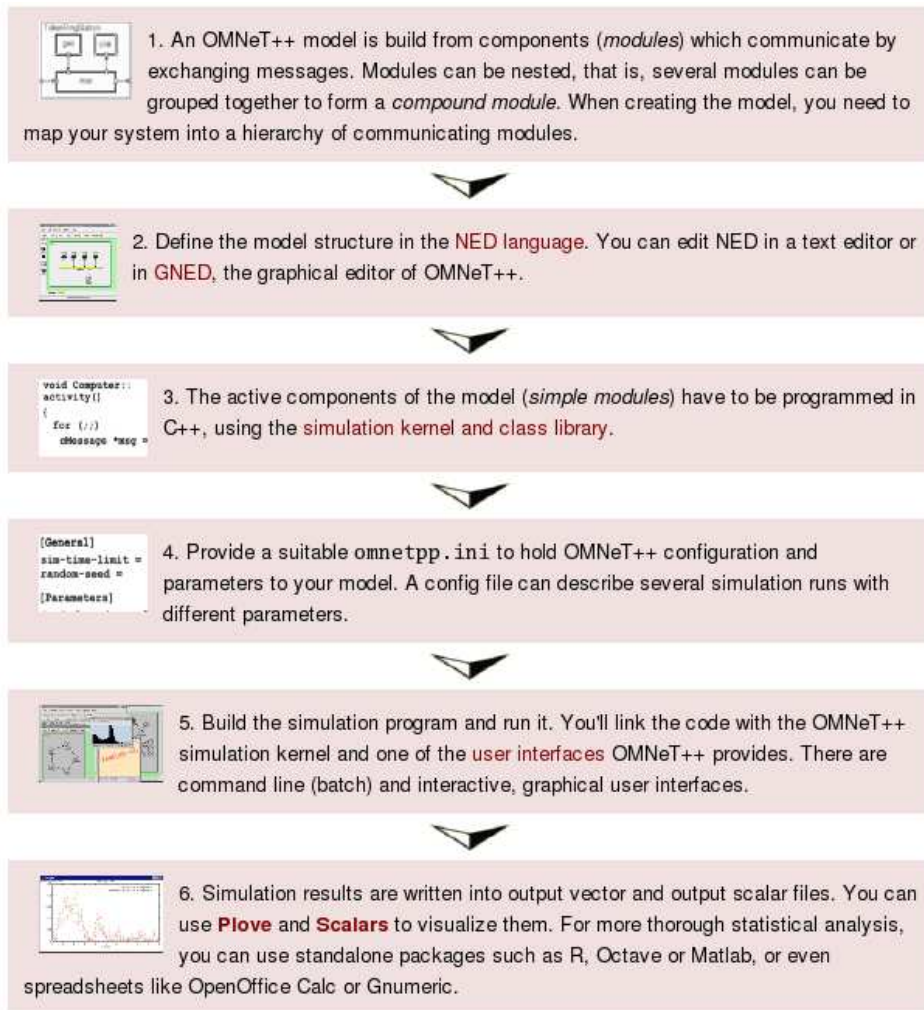 TokenRingStation
1. An OMNeT++ model is build from components (modules) which communicate by
exchanging messages. Modules can be nested, that is, several modules can be
grouped together to form a compound module. When creating the model, you need to
map your system into a hierarchy of communicating modules.
2. Define the model structure in the NED language. You can edit NED in a text editor or
in GNED, the graphical editor of OMNeT++.
void Computer::
activity()
{
for (;;)
cMessage *msg =
3. The active components of the model (simple modules) have to be programmed in
C++, using the simulation kernel and class library.
[General]
sim-time-limit =
random-seed =
[Parameters]
4. Provide a suitable omnetpp.ini to hold OMNeT++ configuration and
parameters to your model. A config file can describe several simulation runs with
different parameters.
5. Build the simulation program and run it. You'll link the code with the OMNeT++
simulation kernel and one of the user interfaces OMNeT++ provides. There are
command line (batch) and interactive, graphical user interfaces.
6. Simulation results are written into output vector and output scalar files. You can
use Plove and Scalars to visualize them. For more thorough statistical analysis,
you can use standalone packages such as R, Octave or Matlab, or even
spreadsheets like OpenOffice Calc or Gnumeric.